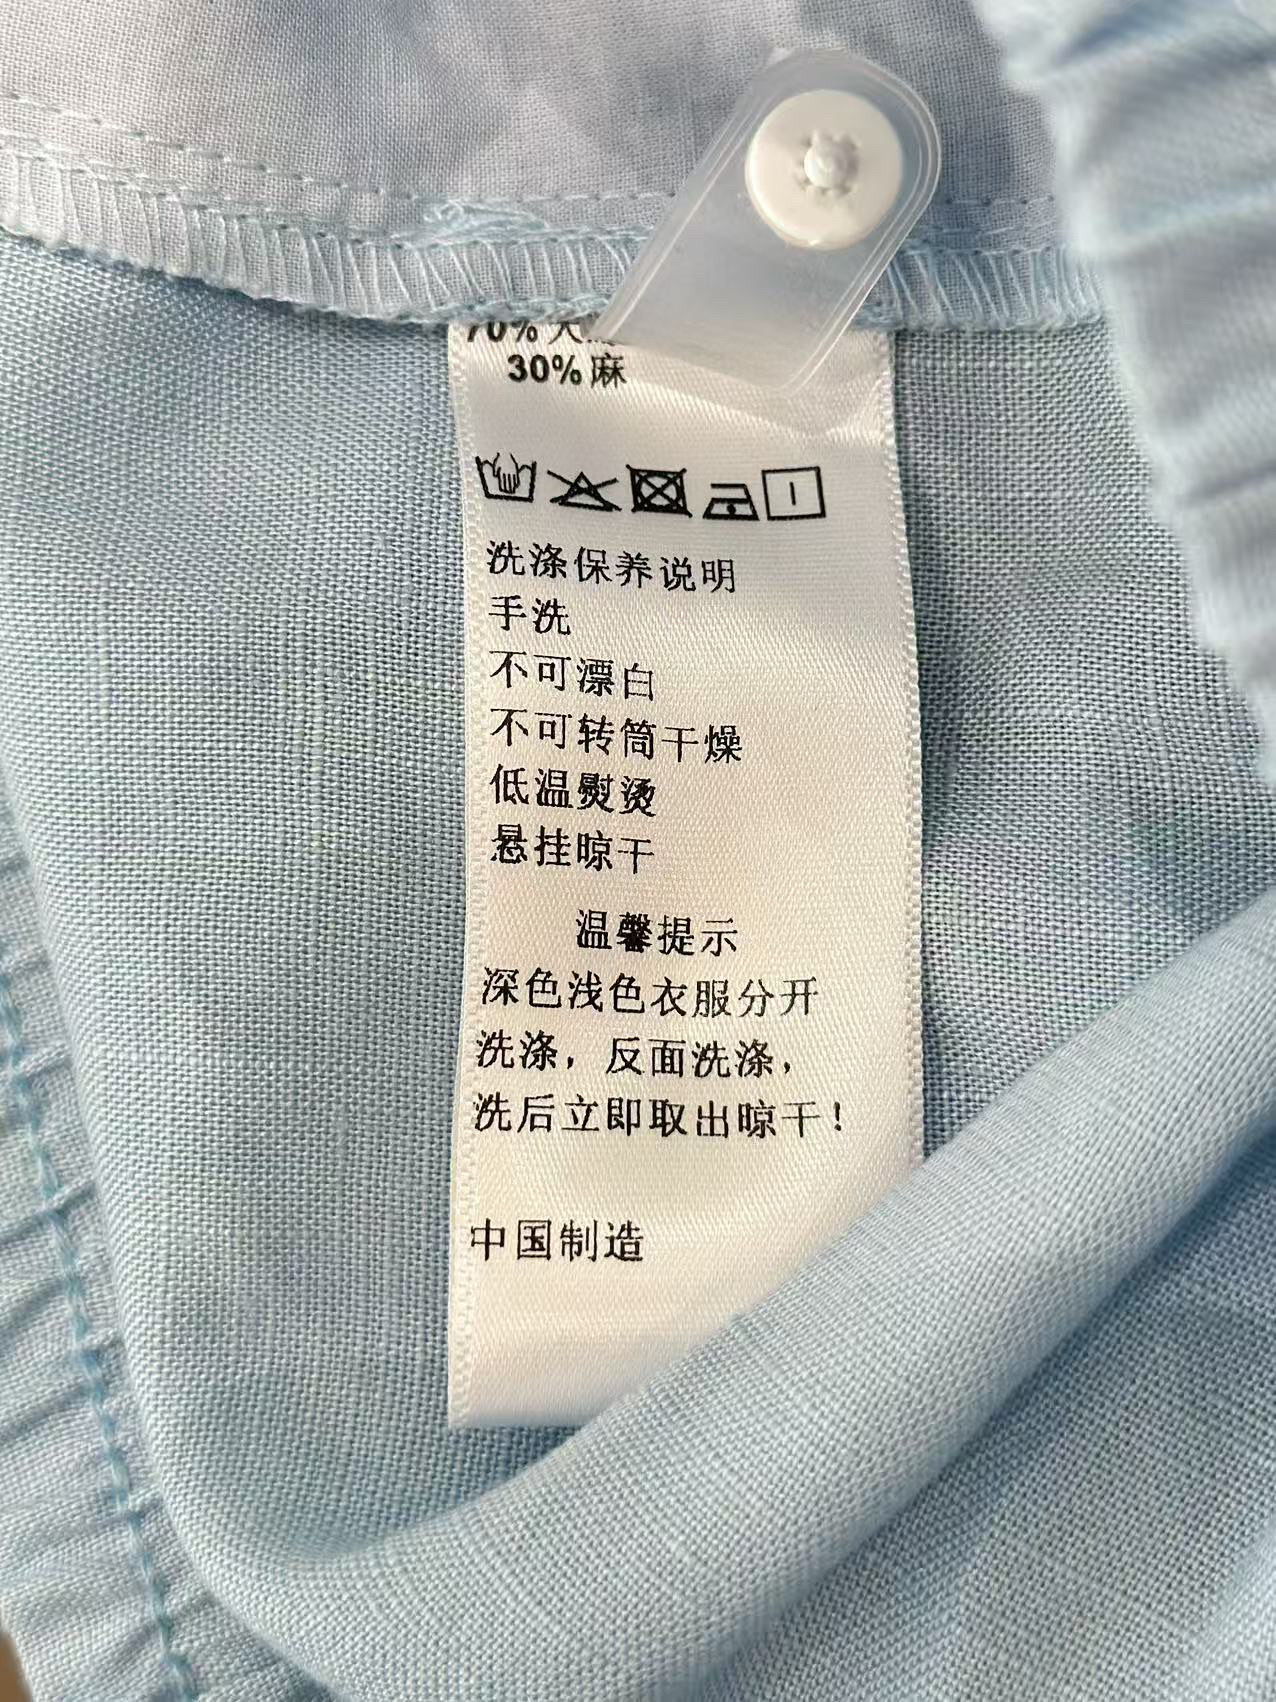 70%
30%麻
洗涤保养说明
手洗
不可漂白
不可转筒干燥
低温熨烫
悬挂晾干
温馨提示
深色浅色衣服分开
洗涤，反面洗涤，
洗后立即取出晾干！
中国制造